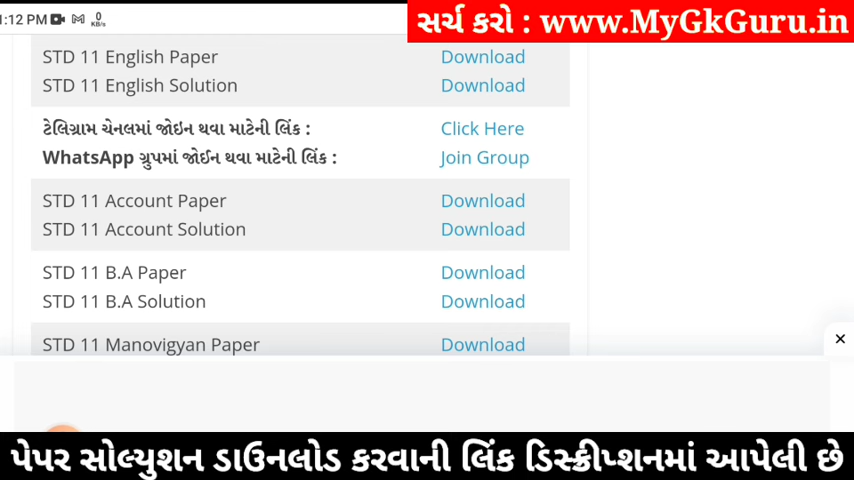 1:12 PM
0
KB/s
સર્ચ કરો : www.MyGkGuru.in
STD 11 English Paper Download
STD 11 English Solution Download
ટેલિગ્રામ ચેનલમાં જોઇન થવા માટેની લિંક : Click Here
WhatsApp ગ્રુપમાં જોઈન થવા માટેની લિંક : Join Group
STD 11 Account Paper Download
STD 11 Account Solution Download
STD 11 B.A Paper Download
STD 11 B.A Solution Download
STD 11 Manovigyan Paper Download
પેપર સોલ્યુશન ડાઉનલોડ કરવાની લિંક ડિસ્ક્રીપ્શનમાં આપેલી છે